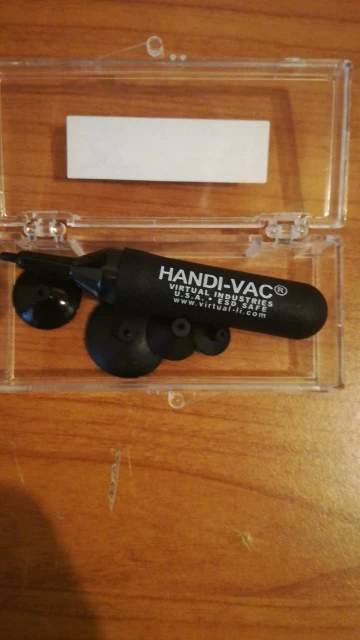 HANDI-VAC®
VIRTUAL INDUSTRIES
U.S.A. • ESD SAFE
www.virtual-ii.com